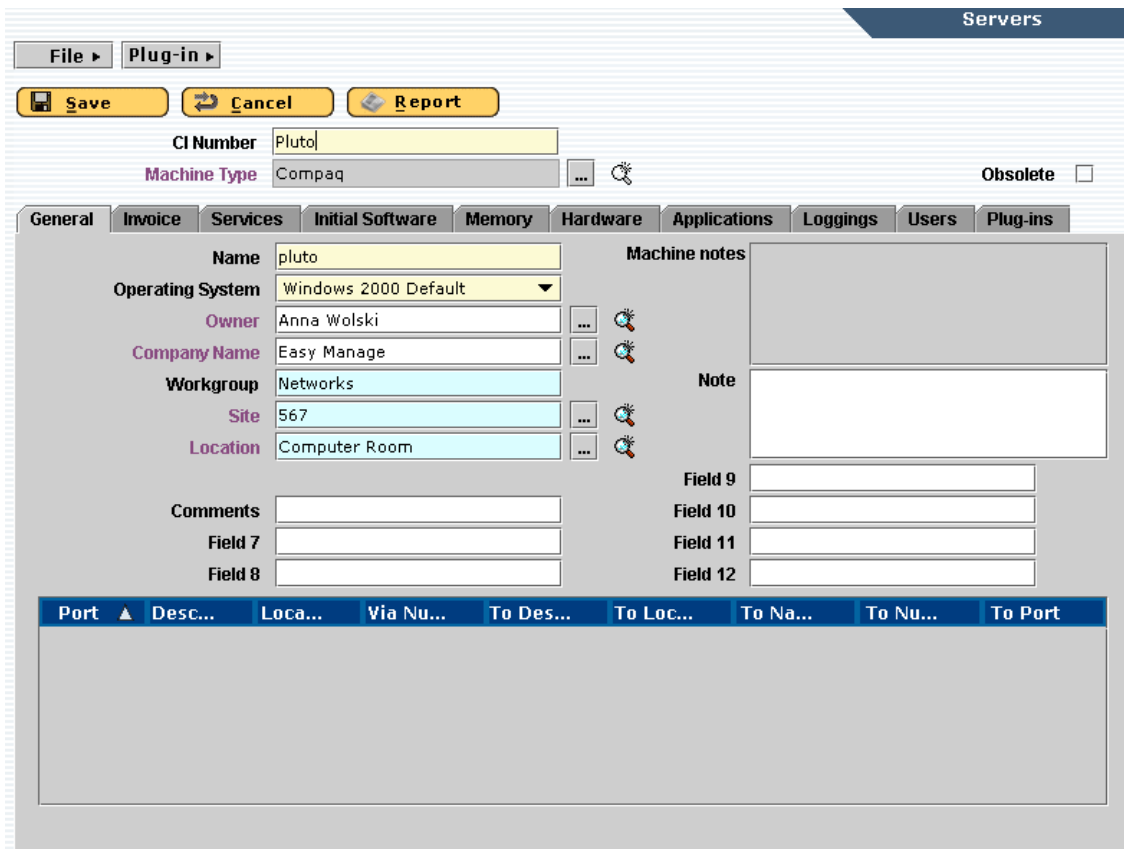 Servers
File Plug-in
Save Cancel Report
CI Number Pluto
Machine Type Compaq ... Obsolete
General Invoice Services Initial Software Memory Hardware Applications Loggings Users Plug-ins
Name pluto Machine notes
Operating System Windows 2000 Default
Owner Anna Wolski ...
Company Name Easy Manage ...
Workgroup Networks Note
Site 567 ...
Location Computer Room ...
Field 9
Comments Field 10
Field 7 Field 11
Field 8 Field 12
Port Desc... Loca... Via Nu... To Des... To Loc... To Na... To Nu... To Port